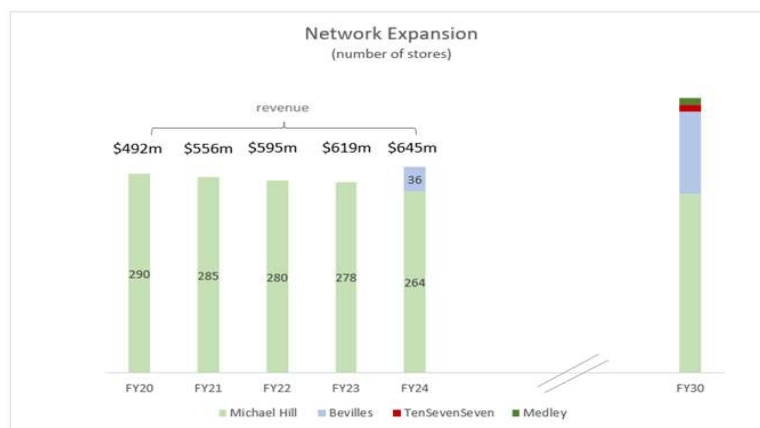 Network Expansion
(number of stores)
revenue
$492m $556m $595m $619m $645m
36
290 285 280 278 264
FY20 FY21 FY22 FY23 FY24 FY30
Michael Hill Bevilles TenSevenSeven Medley